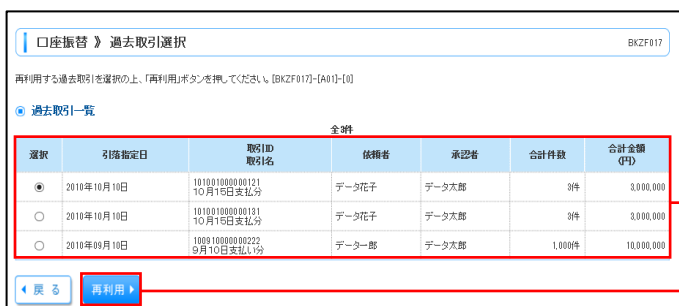 口座振替 》 過去取引選択
BKZF017
再利用する過去取引を選択の上、「再利用」ボタンを押してください。[BKZF017]-[A01]-[0]
過去取引一覧
全3件
選択 引落指定日 取引ID 取引名 依頼者 承認者 合計件数 合計金額 (円)
2010年10月10日 101001000000121 10月15日支払分 データ花子 データ太郎 3件 3,000,000
2010年10月10日 101001000000131 10月15日支払分 データ花子 データ太郎 3件 3,000,000
2010年09月10日 100910000000222 9月10日支払い分 データ一郎 データ太郎 1,000件 10,000,000
戻る 再利用